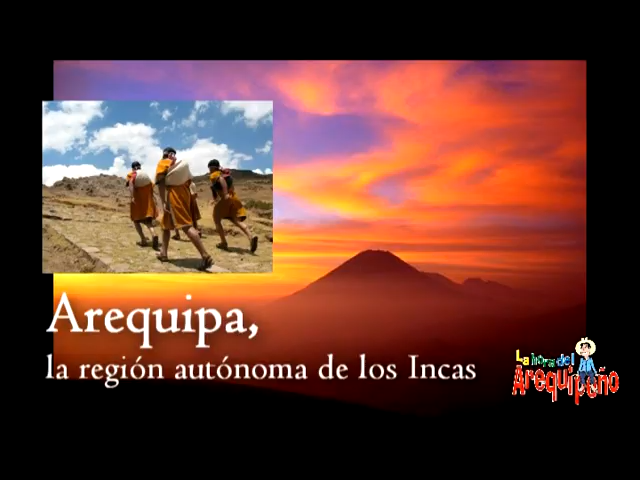 Arequipa,
la región autónoma de los Incas
La hora del
Arequipeño